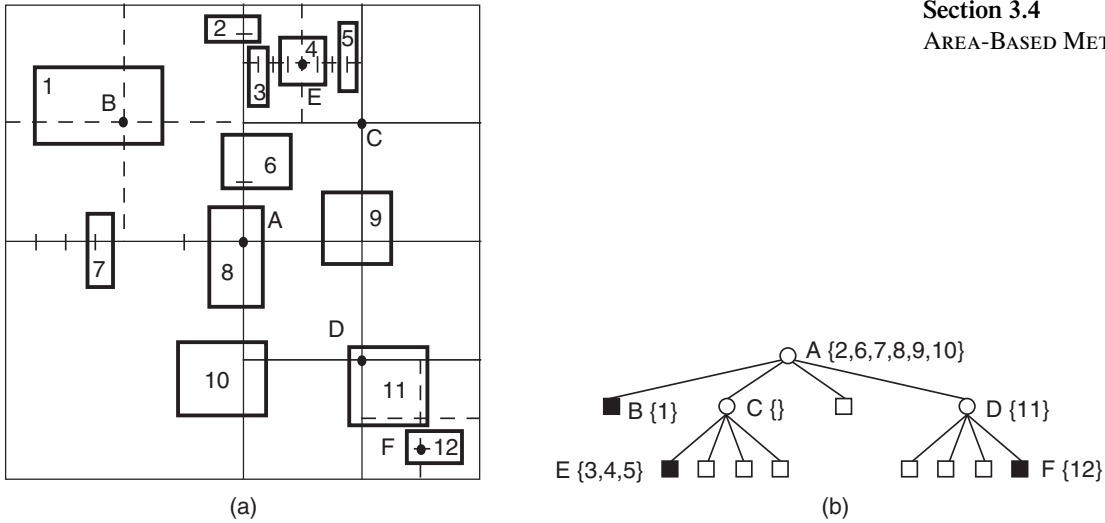 Section 3.4
AREA-BASED MET
2
4
5
1
3
B
E
C
6
A
9
7
8
D
10
11
F
12
A {2,6,7,8,9,10}
B {1}
C {}
D {11}
E {3,4,5}
F {12}
(a)
(b)